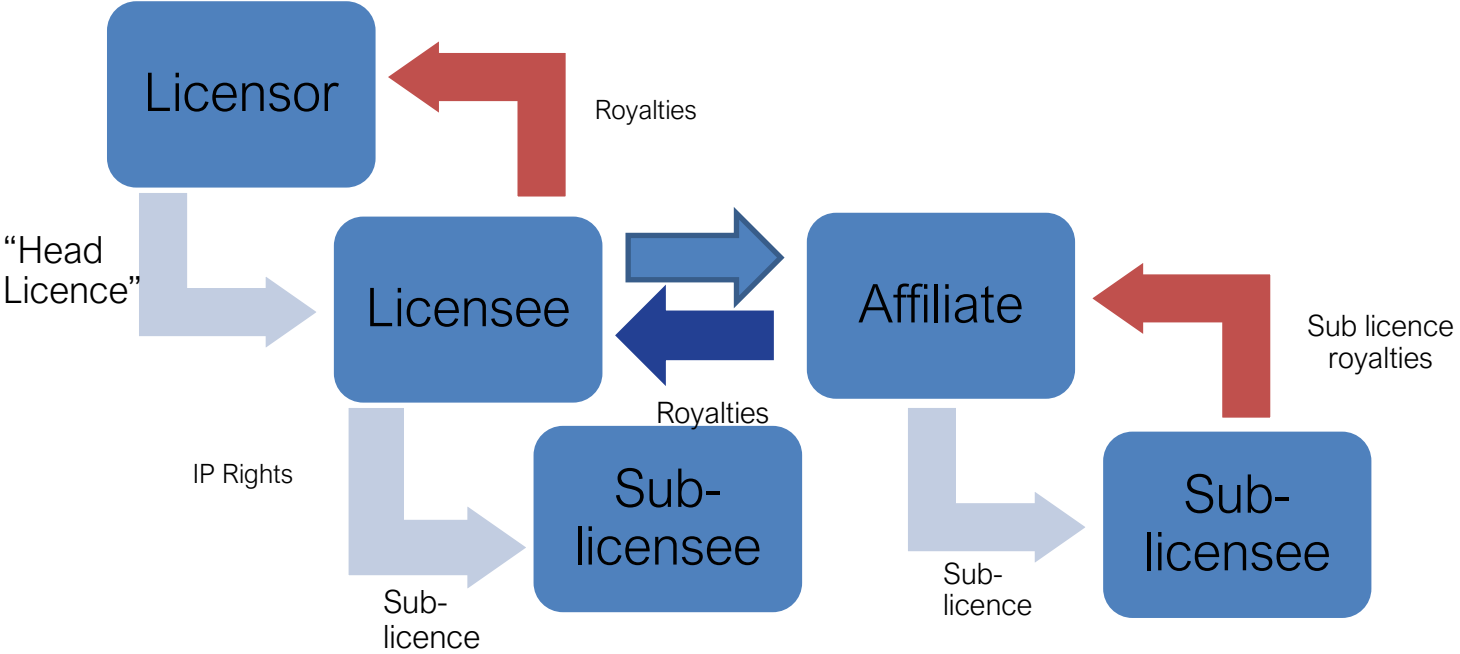 Licensor
Royalties
“Head
Licence”
Licensee
Affiliate
Sub licence
royalties
Royalties
IP Rights
Sub-
licensee
Sub-
licensee
Sub-
licence
Sub-
licence